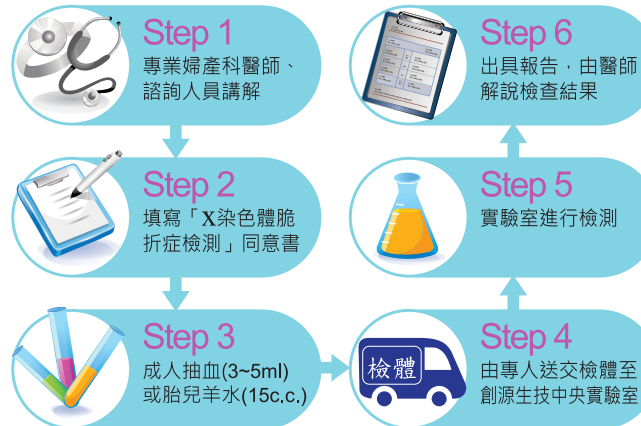 Step 1
專業婦產科醫師、
諮詢人員講解
Step 2
填寫「X染色體脆
折症檢測」同意書
Step 3
成人抽血(3~5ml)
或胎兒羊水(15c.c.)
檢體
Step 4
由專人送交檢體至
創源生技中央實驗室
Step 5
實驗室進行檢測
Step 6
出具報告，由醫師
解說檢查結果